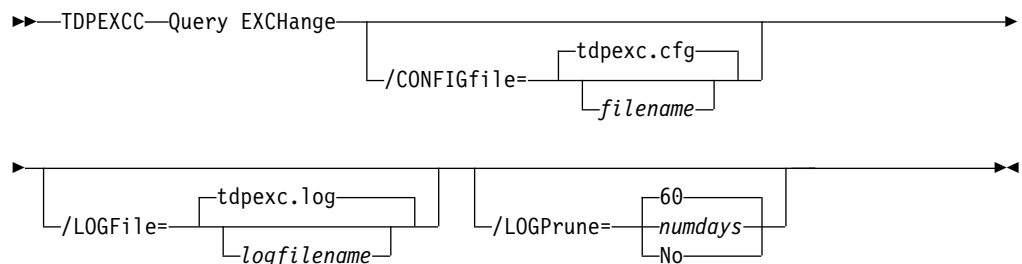 TDPEXCC Query EXCHange
tdpexc.cfg
/CONFIGfile=
filename
tdpexc.log
/LOGFile=
logfilename
60
/LOGPrune=
numdays
No